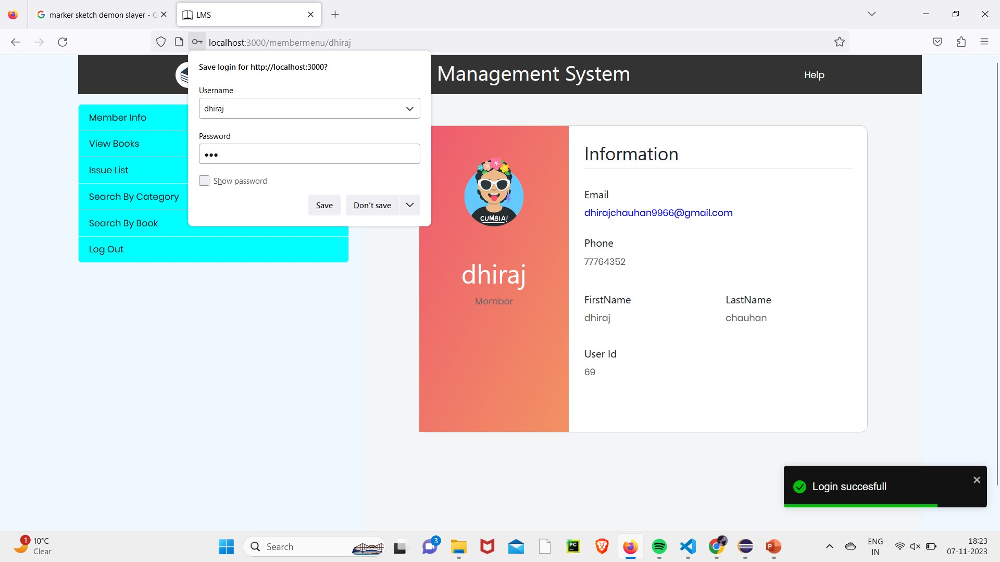 marker sketch demon slayer - G
LMS
localhost:3000/membermenu/dhiraj
Save login for http://localhost:3000?
Username
dhiraj
Password
•••
Show password
Save
Don't save
Management System
Help
Member Info
View Books
Issue List
Search By Category
Search By Book
Log Out
CUMBIA!
dhiraj
Member
Information
Email
dhirajchauhan9966@gmail.com
Phone
77764352
FirstName
LastName
dhiraj
chauhan
User Id
69
Login succesfull
1
10°C
Clear
Search
3
PC
P
ENG
IN
18:23
07-11-2023